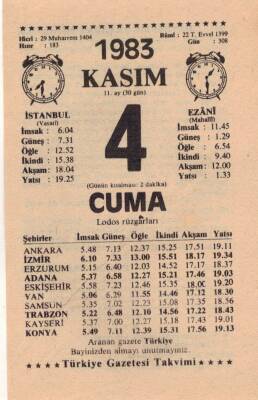 Hicri : 29 Muharrem 1404
Hızır : 183
Rûmî : 22 T. Evvel 1399
Gün : 308
1983
KASIM
11. ay (30 gün)
İSTANBUL
(Vasati)
İmsak : 6.04
Güneş : 7.31
Öğle : 12.52
İkindi : 15.38
Akşam : 18.04
Yatsı : 19.25
EZÂNİ
(Mahallî)
İmsak : 11.45
Güneş : 1.29
Öğle : 6.54
İkindi : 9.40
Akşam : 12.00
Yatsı : 1.33
4
(Günün kısalması: 2 dakika)
CUMA
Lodos rüzgarları
Şehirler İmsak Güneş Öğle İkindi Akşam Yatsı
ANKARA 5.48 7.13 12.37 15.25 17.51 19.11
İZMİR 6.10 7.33 13.00 15.51 18.17 19.34
ERZURUM 5.15 6.40 12.03 14.52 17.17 18.37
ADANA 5.37 6.58 12.27 15.21 17.46 19.03
ESKİŞEHİR 5.58 7.23 12.46 15.35 18.00 19.20
VAN 5.06 6.29 11.55 14.46 17.12 18.30
SAMSUN 5.35 7.02 12.23 15.08 17.35 18.56
TRABZON 5.22 6.48 12.10 14.56 17.22 18.43
KAYSERİ 5.37 7.00 12.27 15.18 17.43 19.01
KONYA 5.49 7.11 12.39 15.31 17.56 19.13
Aranan gazete Türkiye
Bayinizden almayı unutmayınız.
★★★★ Türkiye Gazetesi Takvimi ★★★★